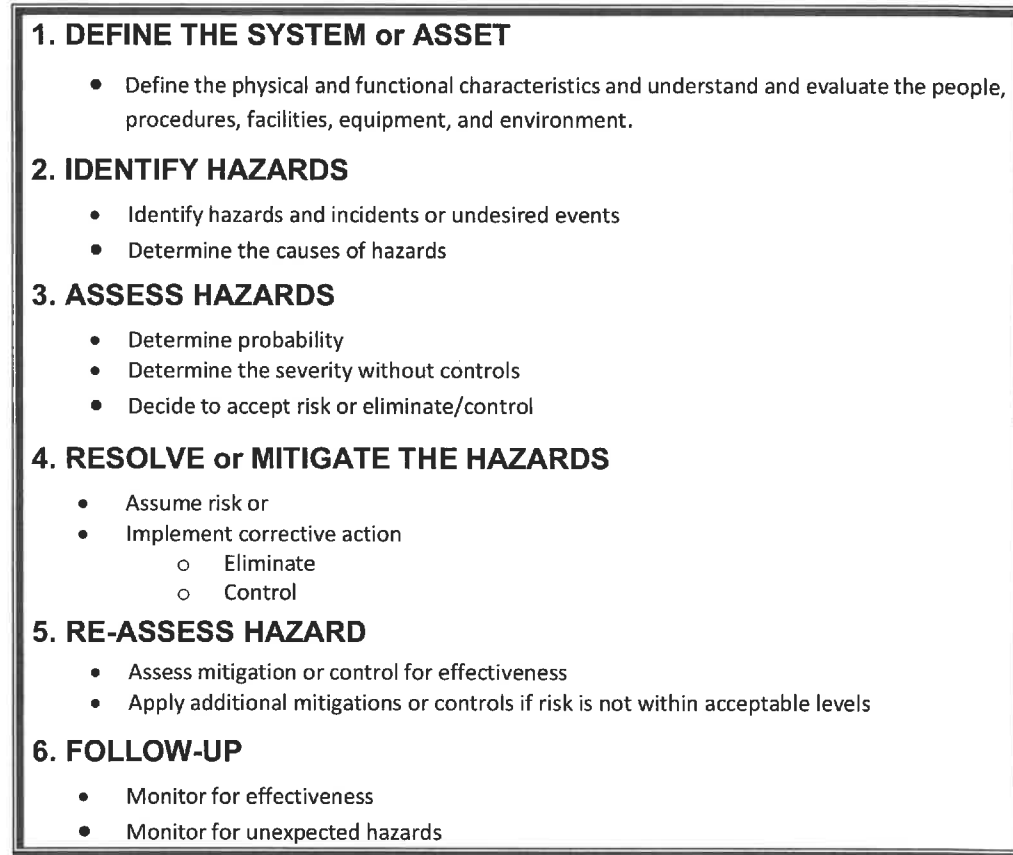 1. DEFINE THE SYSTEM or ASSET
• Define the physical and functional characteristics and understand and evaluate the people,
procedures, facilities, equipment, and environment.
2. IDENTIFY HAZARDS
• Identify hazards and incidents or undesired events
• Determine the causes of hazards
3. ASSESS HAZARDS
• Determine probability
• Determine the severity without controls
• Decide to accept risk or eliminate/control
4. RESOLVE or MITIGATE THE HAZARDS
• Assume risk or
• Implement corrective action
o Eliminate
o Control
5. RE-ASSESS HAZARD
• Assess mitigation or control for effectiveness
• Apply additional mitigations or controls if risk is not within acceptable levels
6. FOLLOW-UP
• Monitor for effectiveness
• Monitor for unexpected hazards